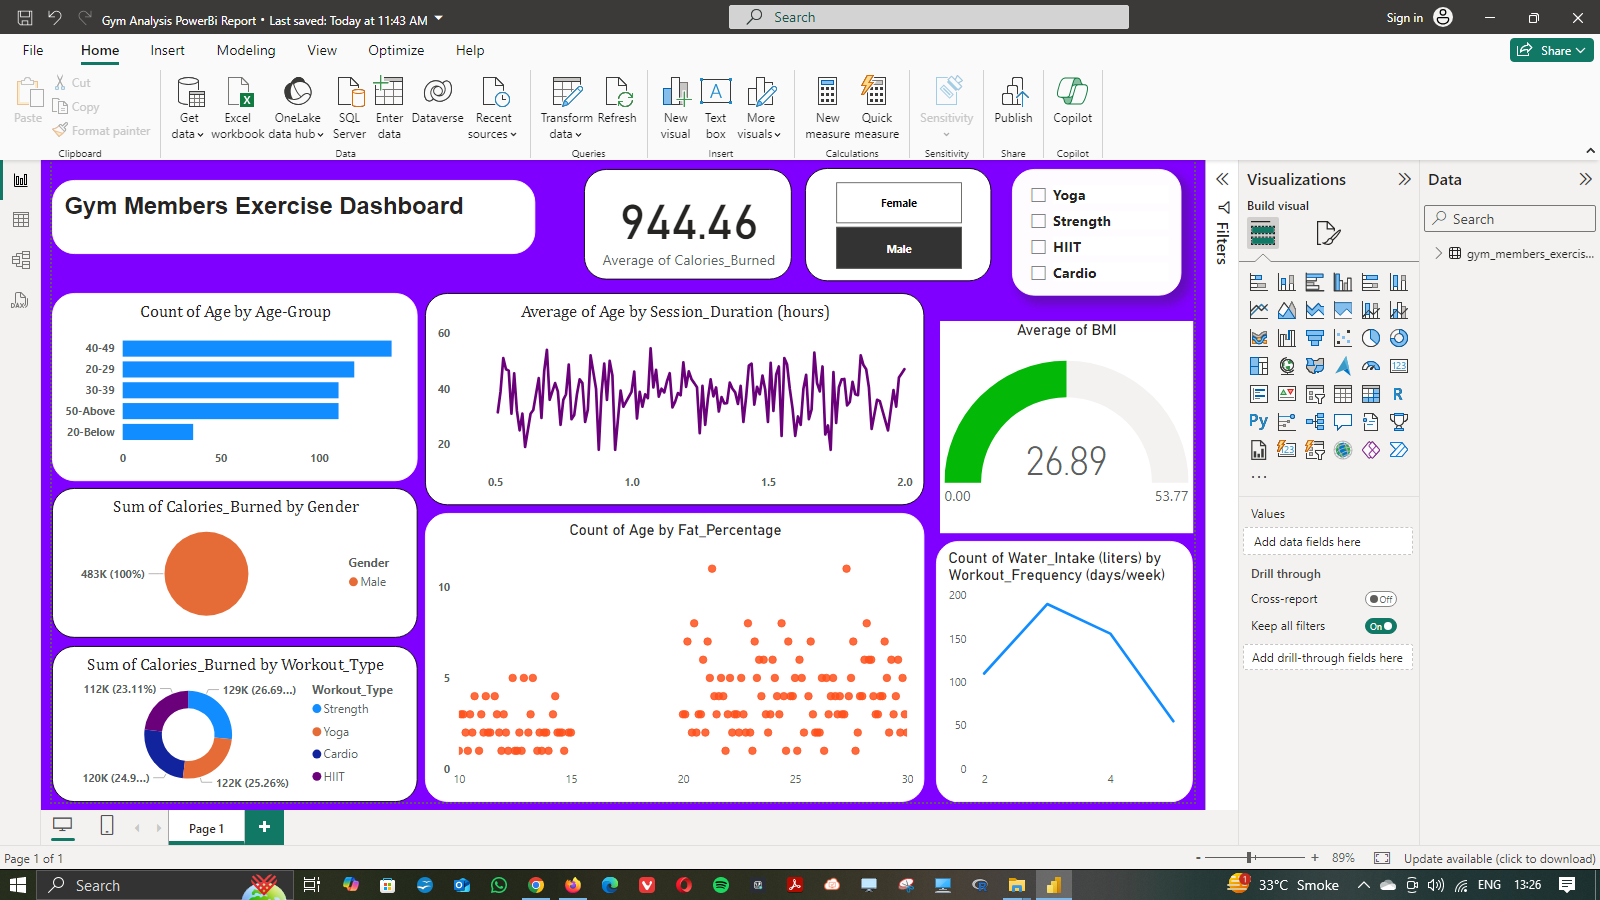 Gym Analysis PowerBi Report • Last saved: Today at 11:43 AM
Search
Sign in
File Home Insert Modeling View Optimize Help
Share
Paste
Cut
Copy
Format painter
Clipboard
Get data
Excel workbook
OneLake data hub
SQL Server
Enter data
Dataverse
Recent sources
Data
Transform data
Refresh
Queries
New visual
Text box
More visuals
Insert
New measure
Quick measure
Calculations
Sensitivity
Sensitivity
Publish
Share
Copilot
Copilot
Gym Members Exercise Dashboard
944.46
Average of Calories_Burned
Female
Male
Yoga
Strength
HIIT
Cardio
Count of Age by Age-Group
40-49
20-29
30-39
50-Above
20-Below
0 50 100
Average of Age by Session_Duration (hours)
60
40
20
0.5 1.0 1.5 2.0
Average of BMI
26.89
0.00 53.77
Sum of Calories_Burned by Gender
483K (100%)
Gender
Male
Sum of Calories_Burned by Workout_Type
112K (23.11%)
129K (26.69...)
120K (24.9...)
122K (25.26%)
Workout_Type
Strength
Yoga
Cardio
HIIT
Count of Age by Fat_Percentage
10
5
0
10 15 20 25 30
Count of Water_Intake (liters) by
Workout_Frequency (days/week)
200
150
100
50
0
2 4
Filters
Visualizations
Build visual
123
R
Py
123
...
Values
Add data fields here
Drill through
Cross-report
Off
Keep all filters
On
Add drill-through fields here
Data
Search
gym_members_exercis...
DAX
Page 1
+
Page 1 of 1
- + 89%
Update available (click to download)
Search
1
33°C Smoke
ENG
13:26